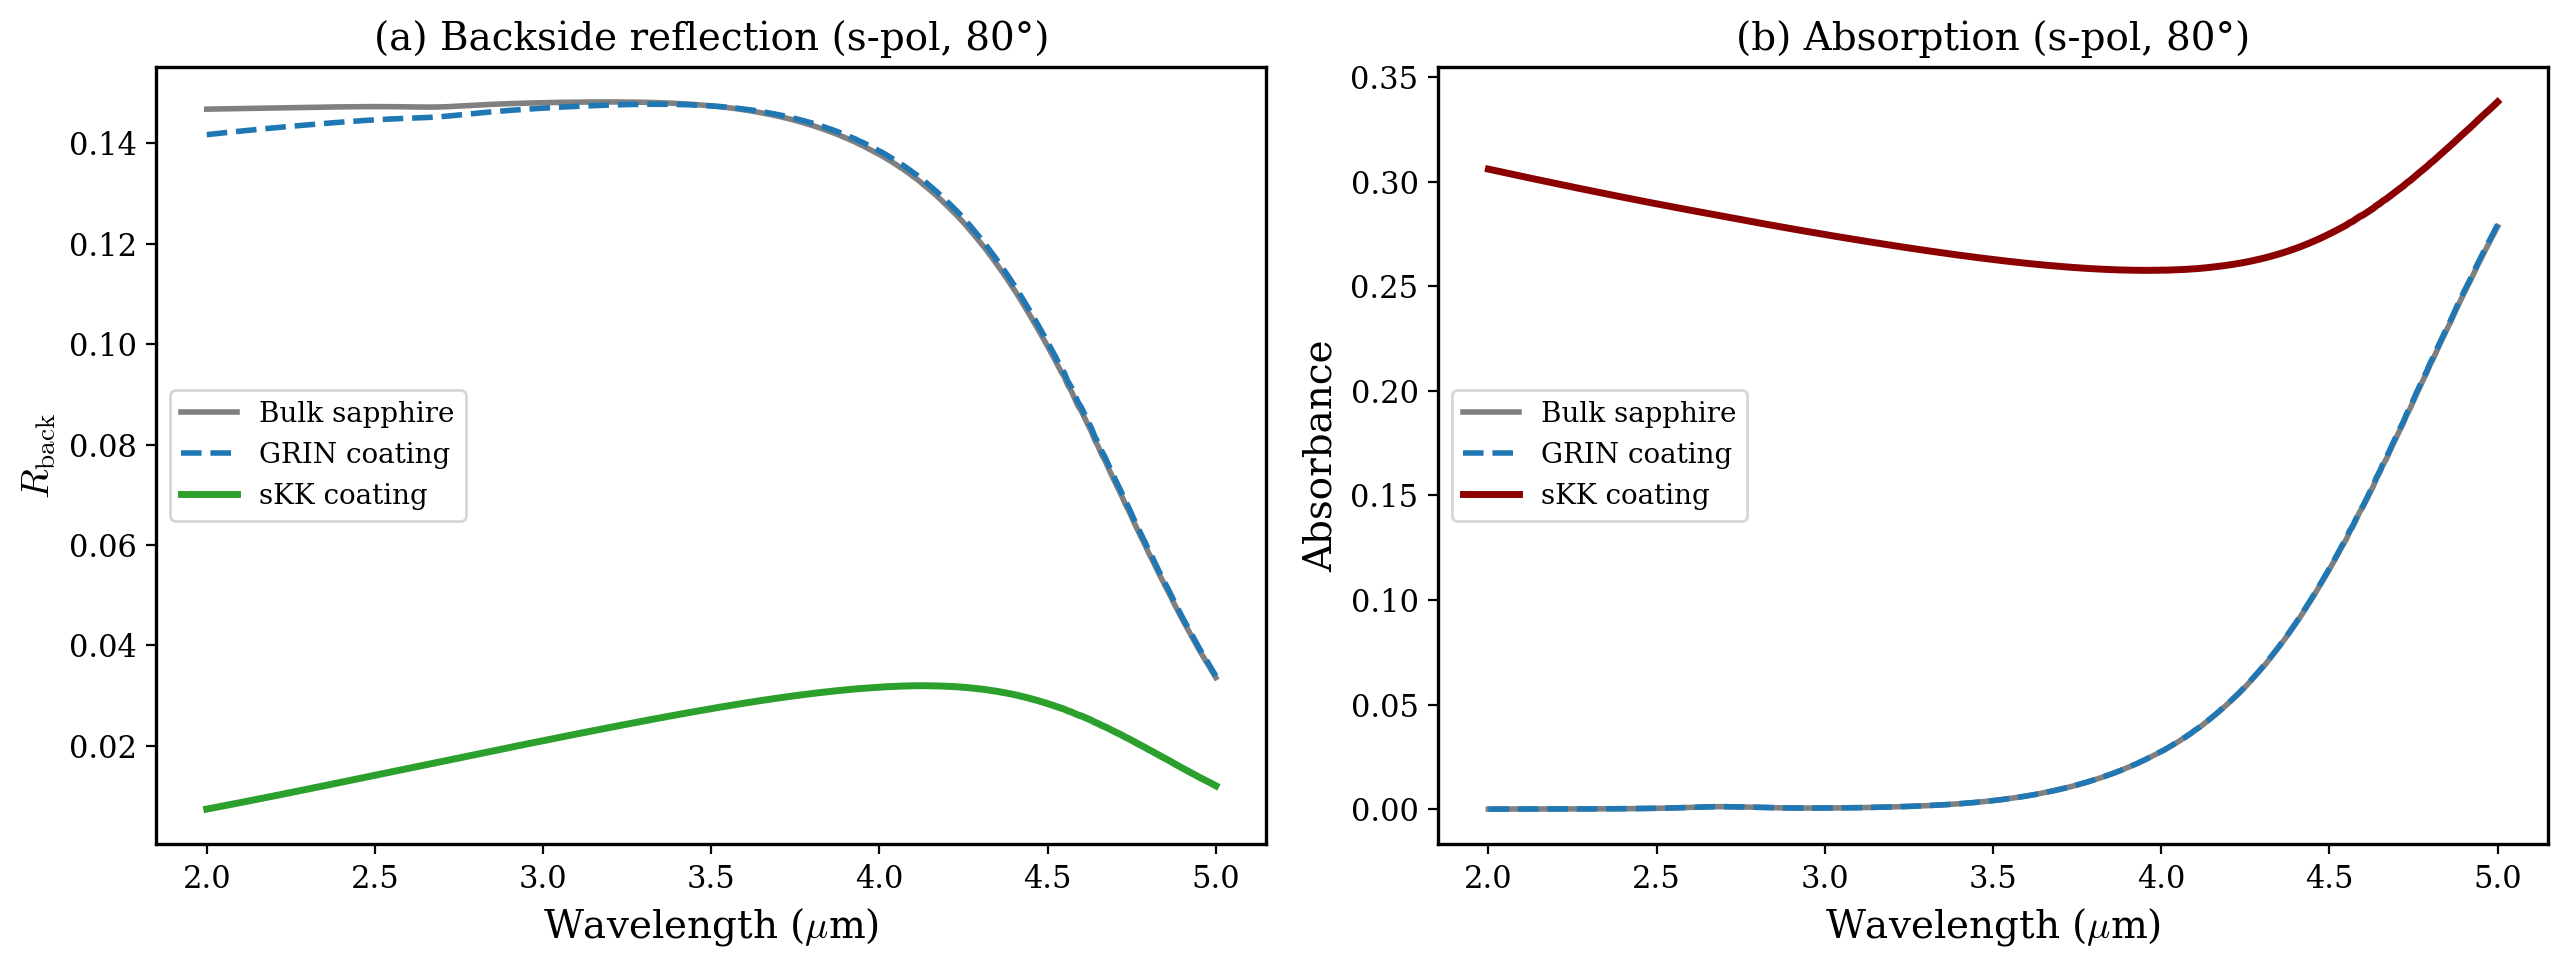 (a) Backside reflection (s-pol, 80°)
R_back
0.14
0.12
0.10
0.08
0.06
0.04
0.02
Bulk sapphire
GRIN coating
sKK coating
2.0 2.5 3.0 3.5 4.0 4.5 5.0
Wavelength (μm)
(b) Absorption (s-pol, 80°)
Absorbance
0.35
0.30
0.25
0.20
0.15
0.10
0.05
0.00
Bulk sapphire
GRIN coating
sKK coating
2.0 2.5 3.0 3.5 4.0 4.5 5.0
Wavelength (μm)